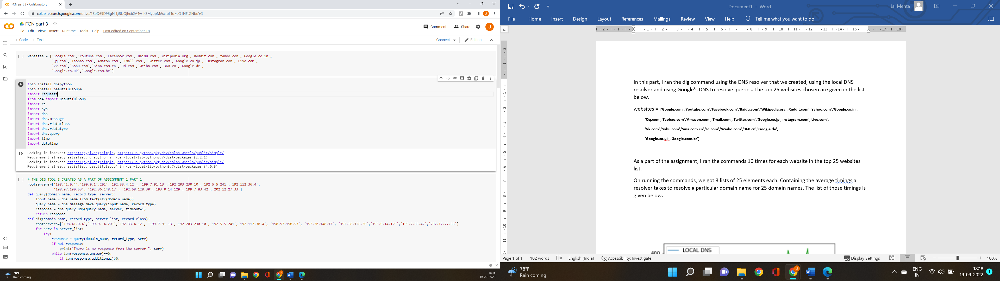 FCN part 3 - Colaboratory
colab.research.google.com/drive/1SbD69D9BgN-LjRUOjhcb2A4w_KSMyopM#scrollTo=sO1NFcZNbqYG
FCN part 3
File Edit View Insert Runtime Tools Help Last edited on September 18
Comment Share J
+ Code + Text
Connect Editing
[ ] websites = ['Google.com','Youtube.com','Facebook.com','Baidu.com','Wikipedia.org','Reddit.com','Yahoo.com','Google.co.in',
'Qq.com','Taobao.com','Amazon.com','Tmall.com','Twitter.com','Google.co.jp','Instagram.com','Live.com',
'Vk.com','Sohu.com','Sina.com.cn','Jd.com','Weibo.com','360.cn','Google.de',
'Google.co.uk','Google.com.br']
!pip install dnspython
!pip install beautifulsoup4
import requests
from bs4 import BeautifulSoup
import re
import sys
import dns
import dns.message
import dns.rdataclass
import dns.rdatatype
import dns.query
import time
import datetime
Looking in indexes: https://pypi.org/simple, https://us-python.pkg.dev/colab-wheels/public/simple/
Requirement already satisfied: dnspython in /usr/local/lib/python3.7/dist-packages (2.2.1)
Looking in indexes: https://pypi.org/simple, https://us-python.pkg.dev/colab-wheels/public/simple/
Requirement already satisfied: beautifulsoup4 in /usr/local/lib/python3.7/dist-packages (4.6.3)
[ ] # THE DIG TOOL I CREATED AS A PART OF ASSIGNMENT 1 PART 1
rootservers=['198.41.0.4','199.9.14.201','192.33.4.12', '199.7.91.13','192.203.230.10','192.5.5.241','192.112.36.4',
'198.97.190.53', '192.36.148.17', '192.58.128.30','193.0.14.129','199.7.83.42','202.12.27.33']
def query(domain_name, record_type, server):
input_name = dns.name.from_text(str(domain_name))
query_name = dns.message.make_query(input_name, record_type)
response = dns.query.udp(query_name, server, timeout=1)
return response
def dig(domain_name, record_type, server_list, record_class):
rootservers=['198.41.0.4','199.9.14.201','192.33.4.12', '199.7.91.13','192.203.230.10','192.5.5.241','192.112.36.4', '198.97.190.53', '192.36.148.17', '192.58.128.30','193.0.14.129','199.7.83.42','202.12.27.33']
for serv in server_list:
try:
response = query(domain_name, record_type, serv)
if not response:
print("There is no response from the server:", serv)
while len(response.answer)==0:
if len(response.additional)>0:
78°F
Rain coming
18:18
19-09-2022
Document1 - Word
Jai Mehta
File Home Insert Design Layout References Mailings Review View Help Tell me what you want to do
In this part, I ran the dig command using the DNS resolver that we created, using the local DNS
resolver and using Google’s DNS to resolve queries. The top 25 websites chosen are given in the list
below.
websites = ['Google.com','Youtube.com','Facebook.com','Baidu.com','Wikipedia.org','Reddit.com','Yahoo.com','Google.co.in',
'Qq.com','Taobao.com','Amazon.com','Tmall.com','Twitter.com','Google.co.jp','Instagram.com','Live.com',
'Vk.com','Sohu.com','Sina.com.cn','Jd.com','Weibo.com','360.cn','Google.de',
'Google.co.uk','Google.com.br']
As a part of the assignment, I ran the commands 10 times for each website in the top 25 websites
list.
On running the commands, we got 3 lists of 25 elements each. Containing the average timings a
resolver takes to resolve a particular domain name for 25 domain names. The list of those timings is
given below.
400 LOCAL DNS
Page 1 of 1 102 words English (India) Accessibility: Investigate Display Settings 100%
78°F
Rain coming
ENG
IN
18:18
19-09-2022
1